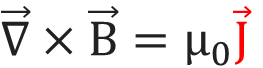 ∇⃗ × B⃗ = μ₀J⃗